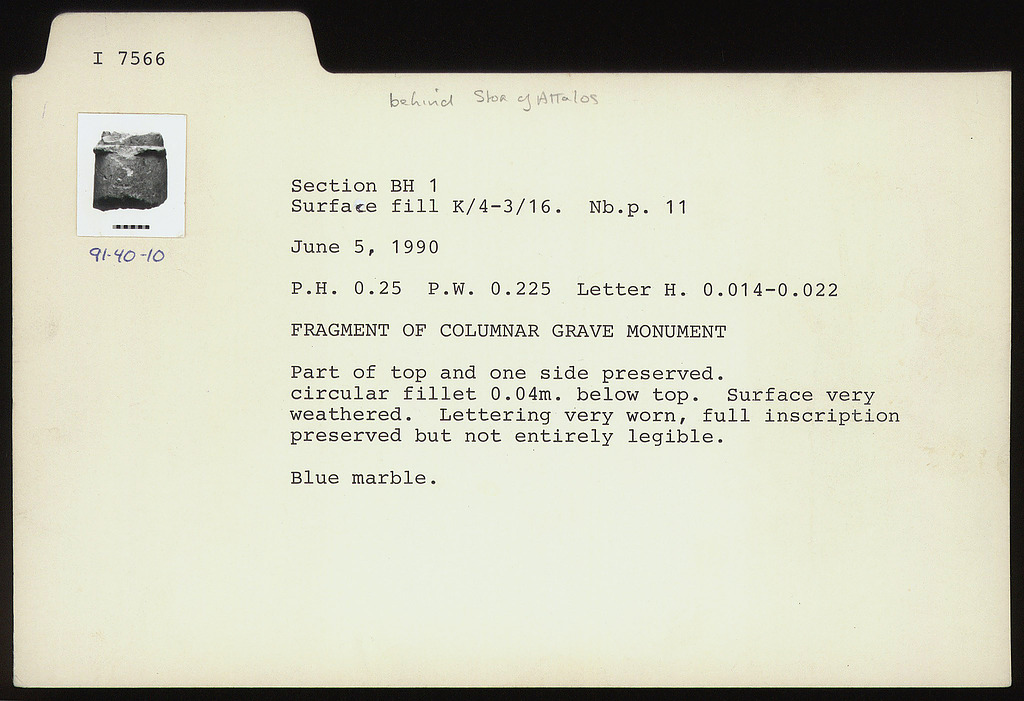 I 7566
behind Stoa of Attalos
91-40-10
Section BH 1
Surface fill K/4-3/16.  Nb.p. 11
June 5, 1990
P.H. 0.25  P.W. 0.225  Letter H. 0.014-0.022
FRAGMENT OF COLUMNAR GRAVE MONUMENT
Part of top and one side preserved.
circular fillet 0.04m. below top.  Surface very
weathered.  Lettering very worn, full inscription
preserved but not entirely legible.
Blue marble.